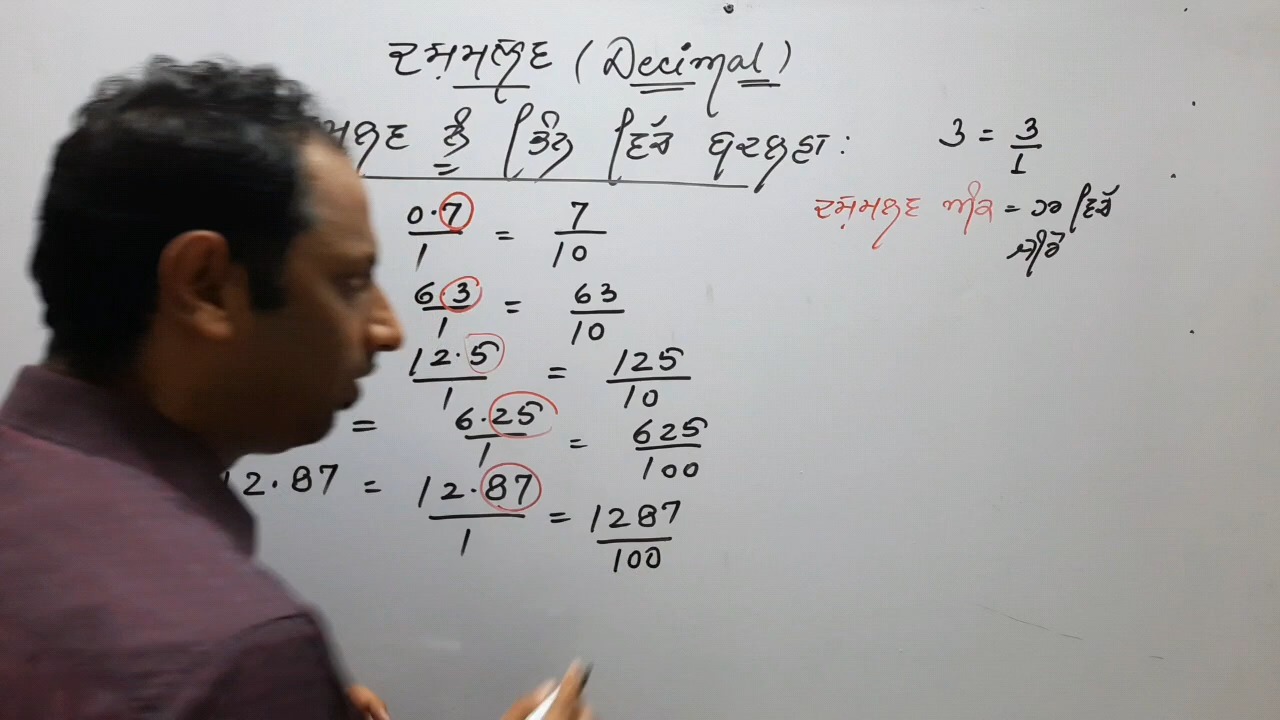 ਦਸ਼ਮਲਵ (Decimal)
ਨੂੰ ਭਿੰਨ ਵਿੱਚ ਬਦਲਣਾ :
3 = 3/1
ਦਸ਼ਮਲਵ ਅੰਕ = ਹਰ ਵਿੱਚ
ਜ਼ੀਰੋ
0.7/1 = 7/10
6.3/1 = 63/10
12.5/1 = 125/10
= 6.25/1 = 625/100
12.87 = 12.87/1 = 1287/100